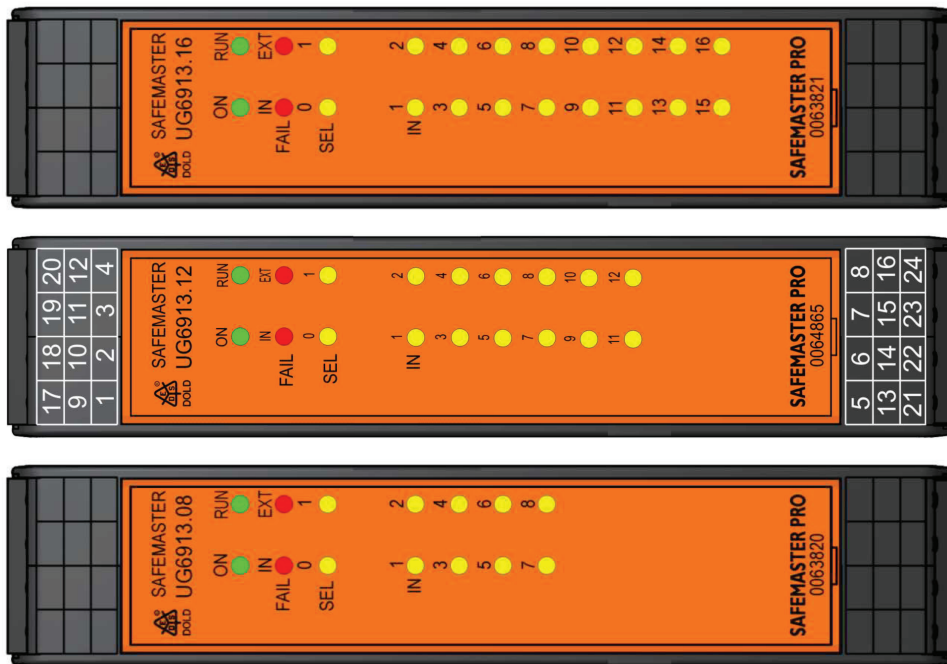 SAFEMASTER
DOLD UG6913.08
ON RUN
IN EXT
FAIL
0 1
SEL
1 2
IN
3 4
5 6
7 8
SAFEMASTER PRO
0063820
17 18 19 20
9 10 11 12
1 2 3 4
SAFEMASTER
DOLD UG6913.12
ON RUN
IN EXT
FAIL
0 1
SEL
1 2
IN
3 4
5 6
7 8
9 10
11 12
SAFEMASTER PRO
0064865
5 6 7 8
13 14 15 16
21 22 23 24
SAFEMASTER
DOLD UG6913.16
ON RUN
IN EXT
FAIL
0 1
SEL
1 2
IN
3 4
5 6
7 8
9 10
11 12
13 14
15 16
SAFEMASTER PRO
0063821